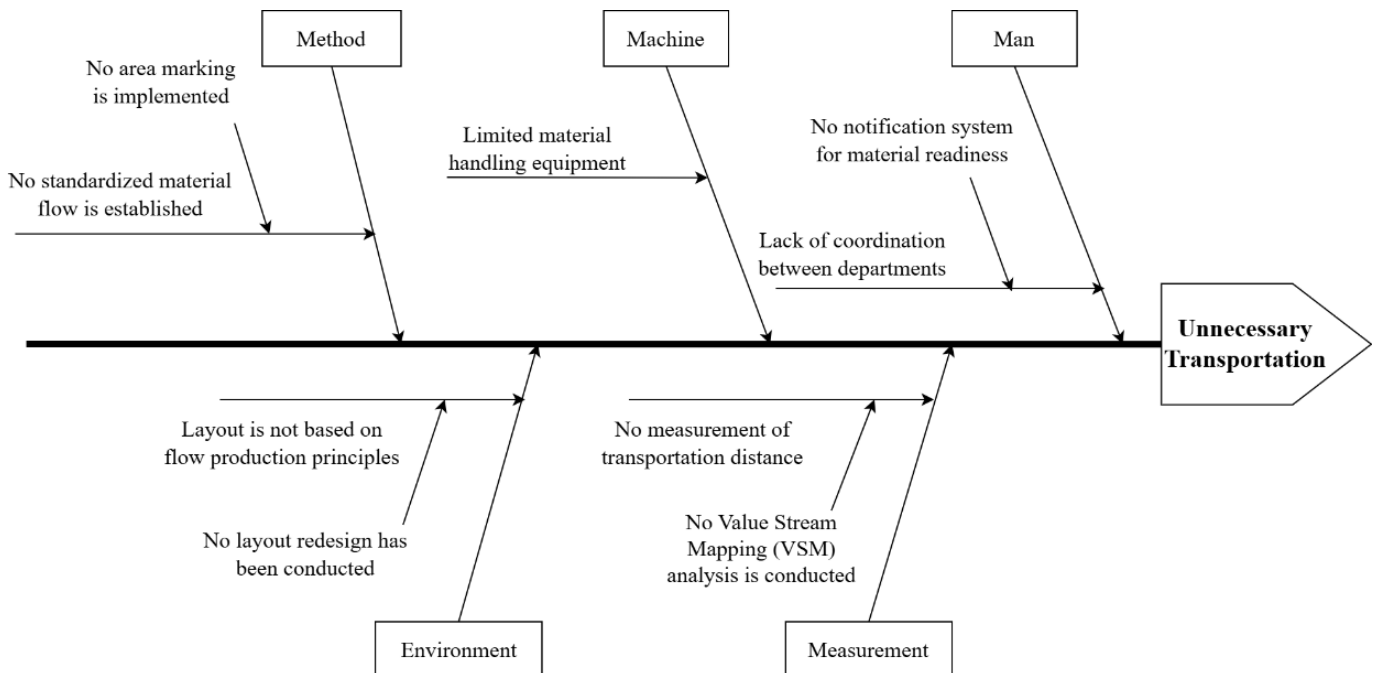 Method
Machine
Man
No area marking
is implemented
Limited material
handling equipment
No notification system
for material readiness
No standardized material
flow is established
Lack of coordination
between departments
Unnecessary
Transportation
Layout is not based on
flow production principles
No measurement of
transportation distance
No layout redesign has
been conducted
No Value Stream
Mapping (VSM)
analysis is conducted
Environment
Measurement